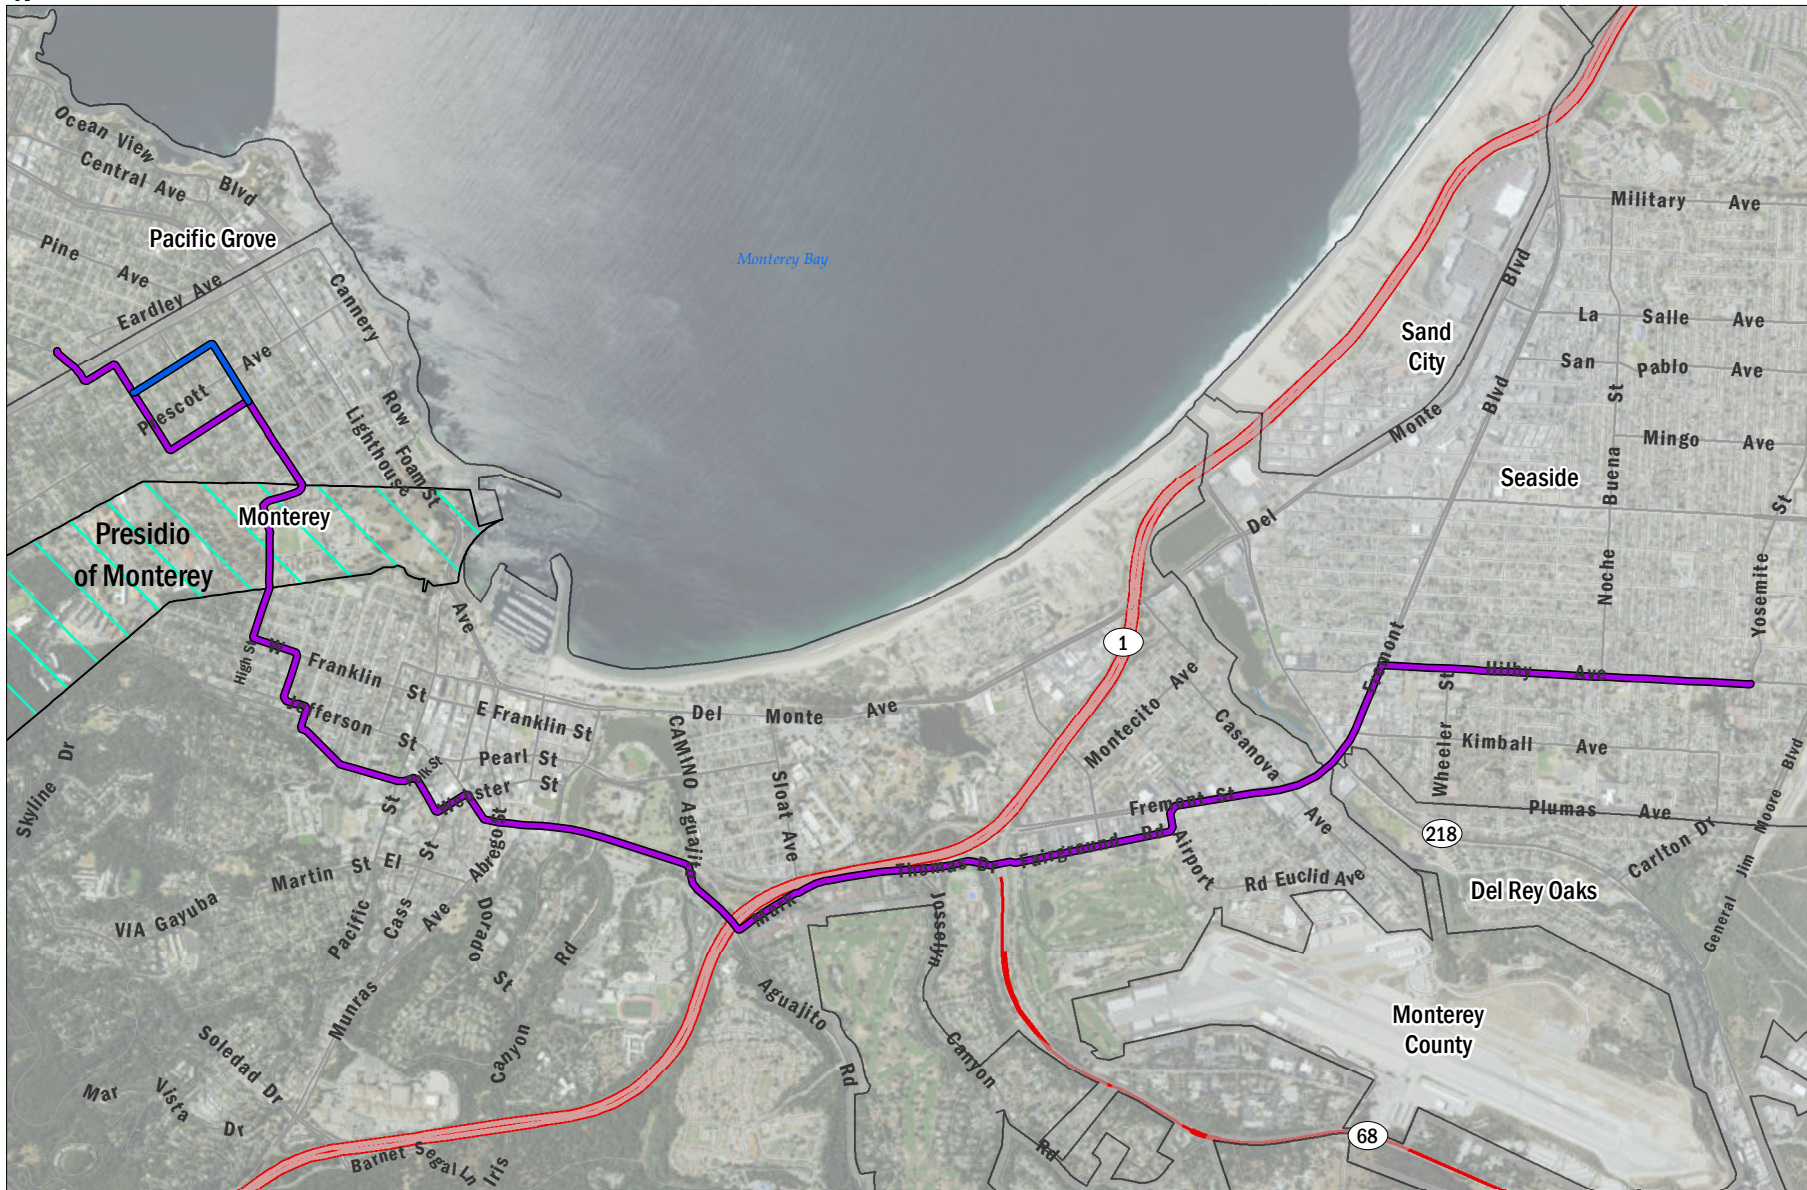 Ocean View
Blvd
Central Ave
Pacific Grove
Pine Ave
Eardley Ave
Cannery
Row
Prescott Ave
Lighthouse
Foam St
Ave
Monterey Bay
Presidio
of Monterey
Monterey
High St
W Franklin St
Jefferson St
E Franklin St
Pearl St
Webster St
Del Monte Ave
CAMINO Aguajito
Sloat Ave
Skyline Dr
Martin St
El
St
St
VIA Gayuba
Pacific
Cass
Abrego St
Munras Ave
Dorado St
Canyon Rd
Soledad Dr
Mar Vista Dr
Barnet Segal Ln
Iris
Mark
Thomas Dr
Fairground Rd
Aguajito Rd
Josselyn
Canyon
Rd
1
Montecito Ave
Casanova
Ave
Fremont St
Airport
Rd
Euclid Ave
68
218
Del Rey Oaks
Monterey
County
Sand
City
Seaside
Del
Monte
Blvd
Fremont
Blvd
Military Ave
La Salle Ave
San Pablo Ave
Mingo Ave
Noche
Buena
St
Yosemite
St
Hilby Ave
Wheeler
St
Kimball Ave
Plumas Ave
Carlton Dr
General Jim Moore Blvd